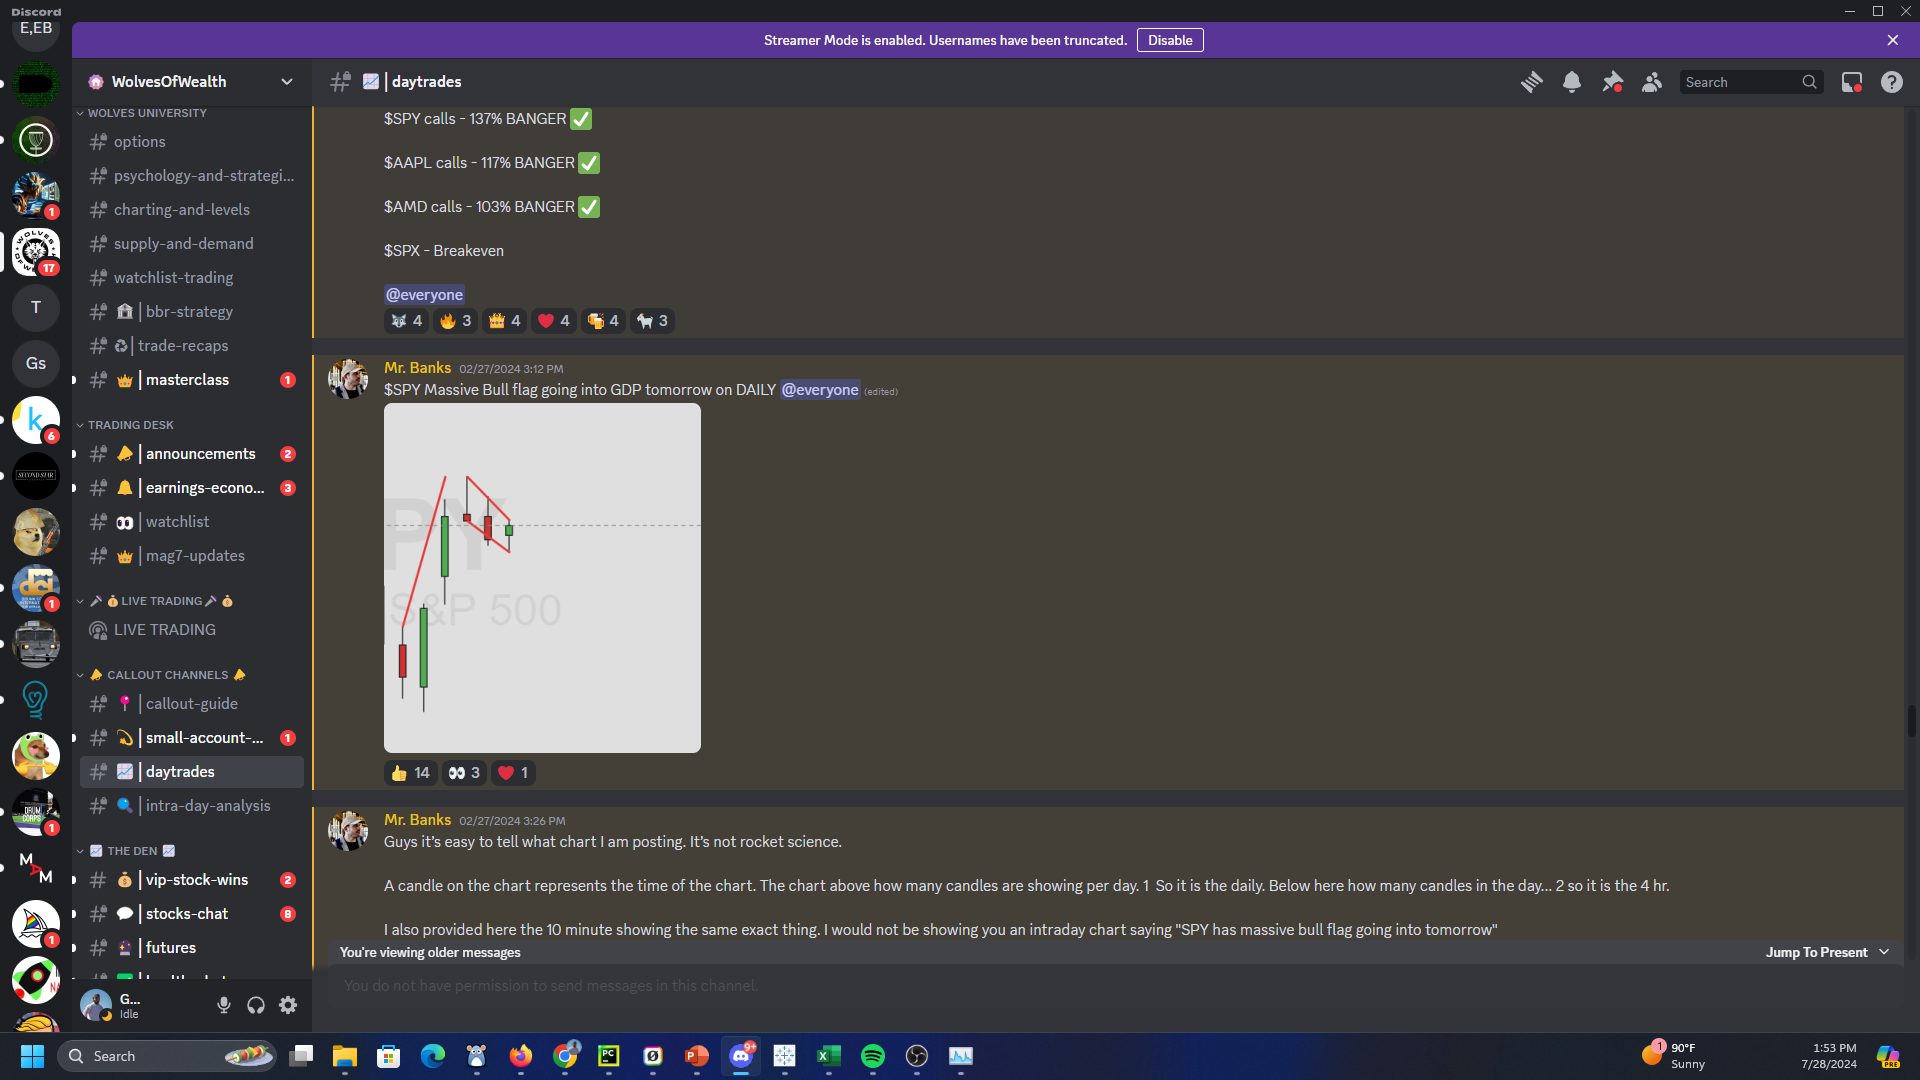 Discord
Streamer Mode is enabled. Usernames have been truncated. Disable
E,EB
1
WOLVES
17
T
Gs
k
6
SECOND STAR
dci
1
DRUM CORPS
1
M A M
1
WolvesOfWealth
WOLVES UNIVERSITY
options
psychology-and-strategi...
charting-and-levels
supply-and-demand
watchlist-trading
| bbr-strategy
| trade-recaps
| masterclass 1
TRADING DESK
| announcements 2
| earnings-econo... 3
| watchlist
| mag7-updates
LIVE TRADING
LIVE TRADING
CALLOUT CHANNELS
| callout-guide
| small-account-... 1
| daytrades
| intra-day-analysis
THE DEN
| vip-stock-wins 2
| stocks-chat 8
| futures
G...
Idle
| daytrades
Search
$SPY calls - 137% BANGER ✅
$AAPL calls - 117% BANGER ✅
$AMD calls - 103% BANGER ✅
$SPX - Breakeven
@everyone
4 3 4 4 4 3
Mr. Banks 02/27/2024 3:12 PM
$SPY Massive Bull flag going into GDP tomorrow on DAILY @everyone (edited)
PY
S&P 500
14 3 1
Mr. Banks 02/27/2024 3:26 PM
Guys it's easy to tell what chart I am posting. It's not rocket science.
A candle on the chart represents the time of the chart. The chart above how many candles are showing per day. 1 So it is the daily. Below here how many candles in the day... 2 so it is the 4 hr.
I also provided here the 10 minute showing the same exact thing. I would not be showing you an intraday chart saying "SPY has massive bull flag going into tomorrow"
You're viewing older messages
Jump To Present
You do not have permission to send messages in this channel.
Search
PC
P
9+
1
90°F
Sunny
1:53 PM
7/28/2024
PRE